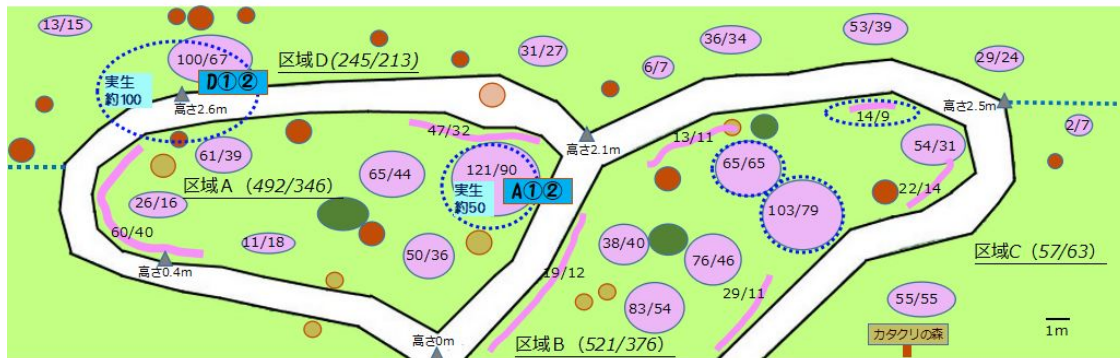 13/15
100/67
区域D(245/213)
31/27
6/7
36/34
53/39
29/24
実生
約100
D①②
高さ2.6m
高さ2.5m
2/7
47/32
高さ2.1m
13/11
14/9
61/39
65/44
121/90
実生
約50
A①②
65/65
54/31
区域A（492/346）
22/14
26/16
103/79
60/40
11/18
50/36
38/40
76/46
区域C（57/63）
高さ0.4m
19/12
29/11
83/54
55/55
1m
高さ0m
区域B（521/376）
カタクリの森